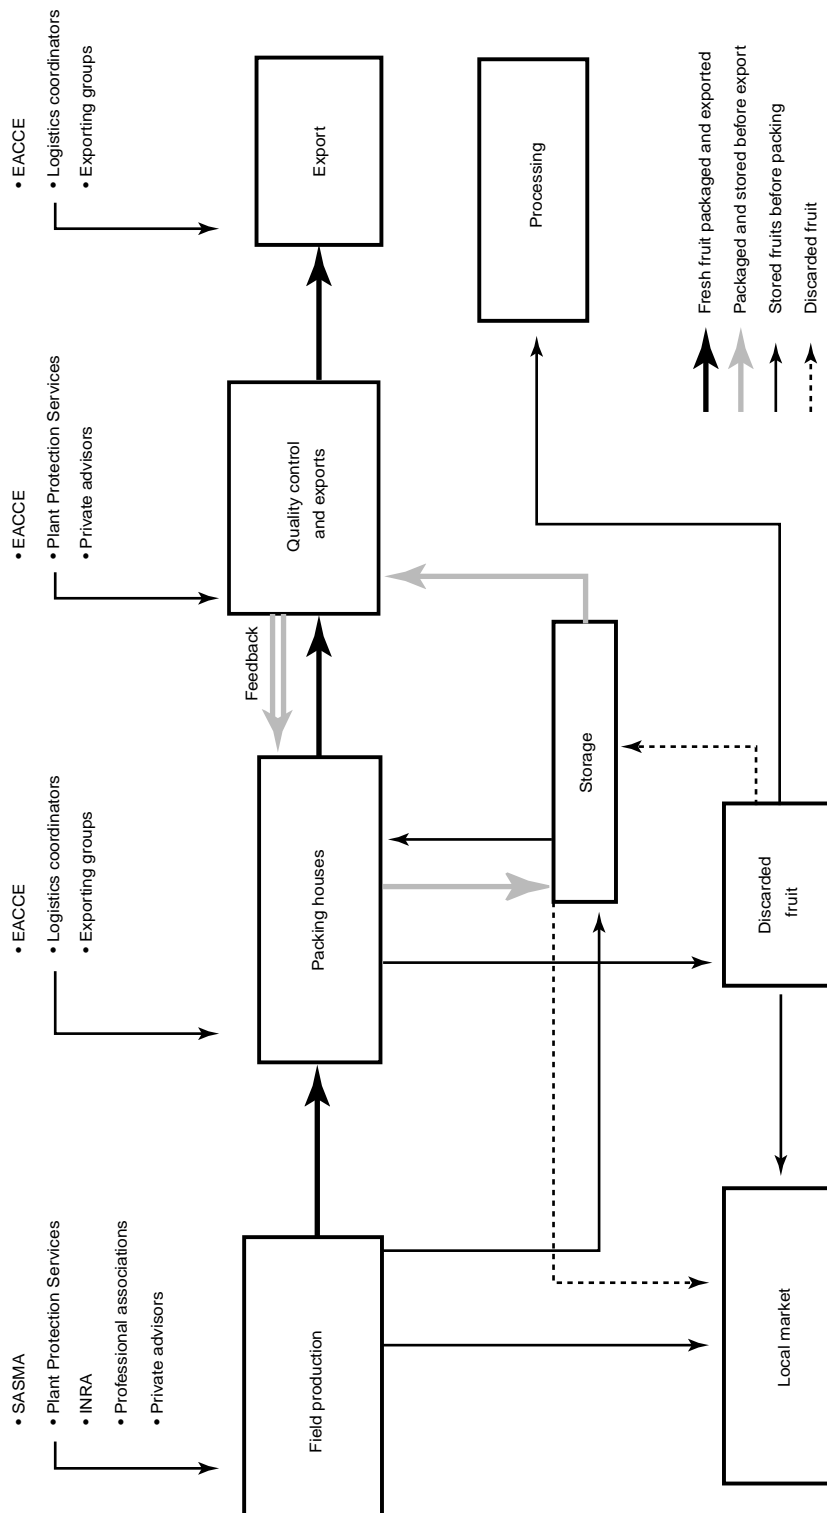 • SASMA
• Plant Protection Services
• INRA
• Professional associations
• Private advisors
• EACCE
• Logistics coordinators
• Exporting groups
• EACCE
• Plant Protection Services
• Private advisors
• EACCE
• Logistics coordinators
• Exporting groups
Field production
Packing houses
Feedback
Quality control
and exports
Export
Storage
Processing
Local market
Discarded
fruit
Fresh fruit packaged and exported
Packaged and stored before export
Stored fruits before packing
Discarded fruit